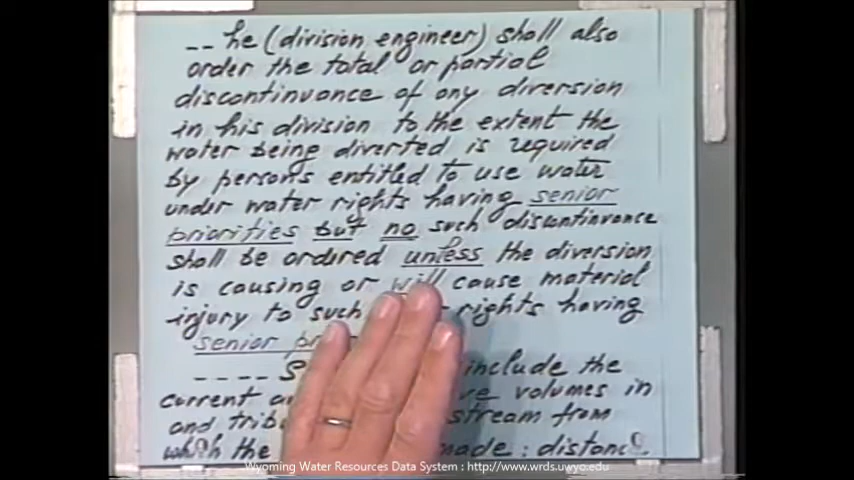 -- he (division engineer) shall also
order the total or partial
discontinuance of any diversion
in his division to the extent the
water being diverted is required
by persons entitled to use water
under water rights having senior
priorities but no such discontinuance
shall be ordered unless the diversion
is causing or will cause material
injury to such rights having
senior
---- include the
current volumes in
and stream from
which the made: distance
Wyoming Water Resources Data System : http://www.wrds.uwyo.edu